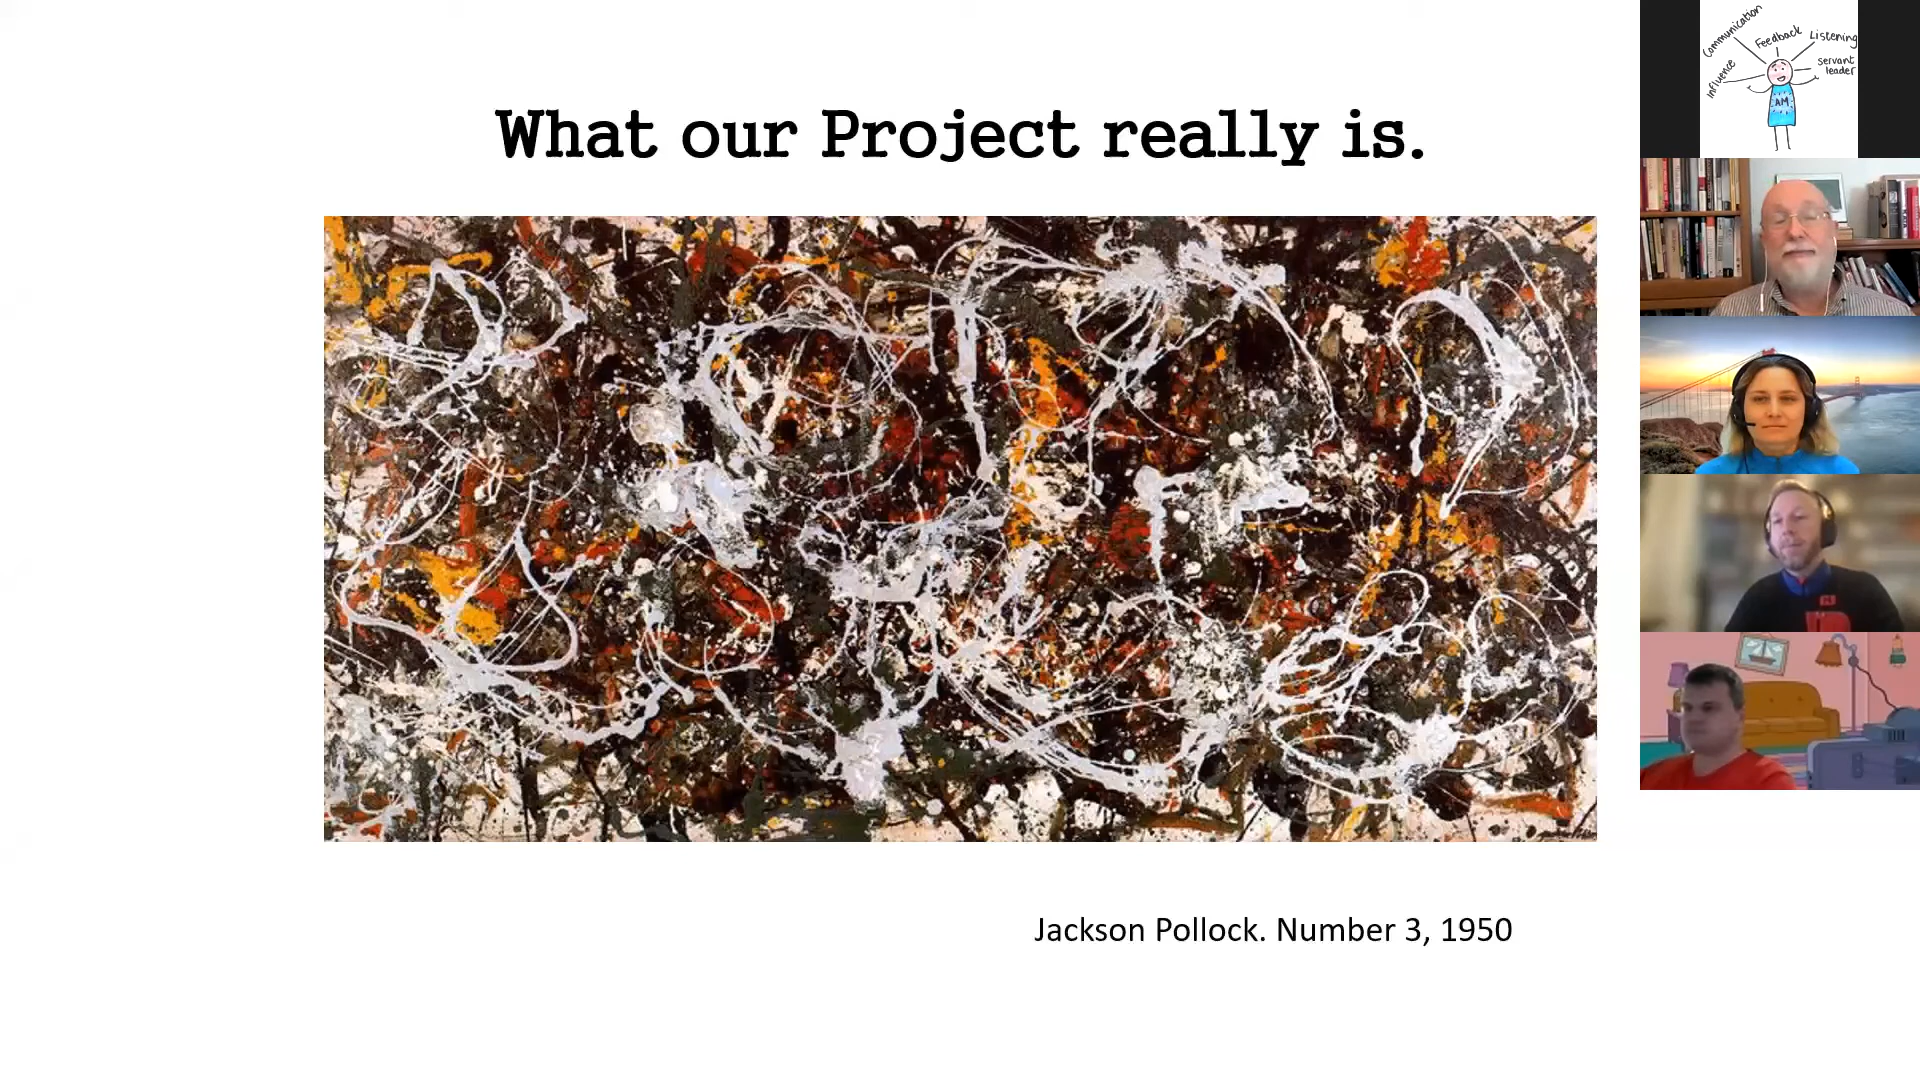 What our Project really is.
Jackson Pollock. Number 3, 1950
Communication
Feedback
Listening
Influence
servant
leader
AM